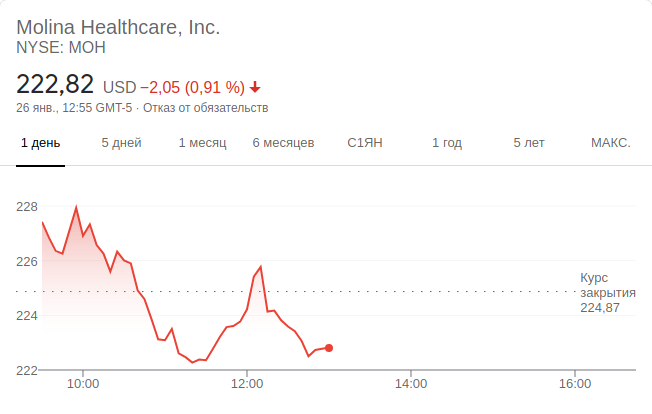 Molina Healthcare, Inc.
NYSE: MOH
222,82 USD −2,05 (0,91 %)
26 янв., 12:55 GMT-5 · Отказ от обязательств
1 день 5 дней 1 месяц 6 месяцев С1ЯН 1 год 5 лет МАКС.
228
226
Курс
закрытия
224,87
224
222
10:00 12:00 14:00 16:00